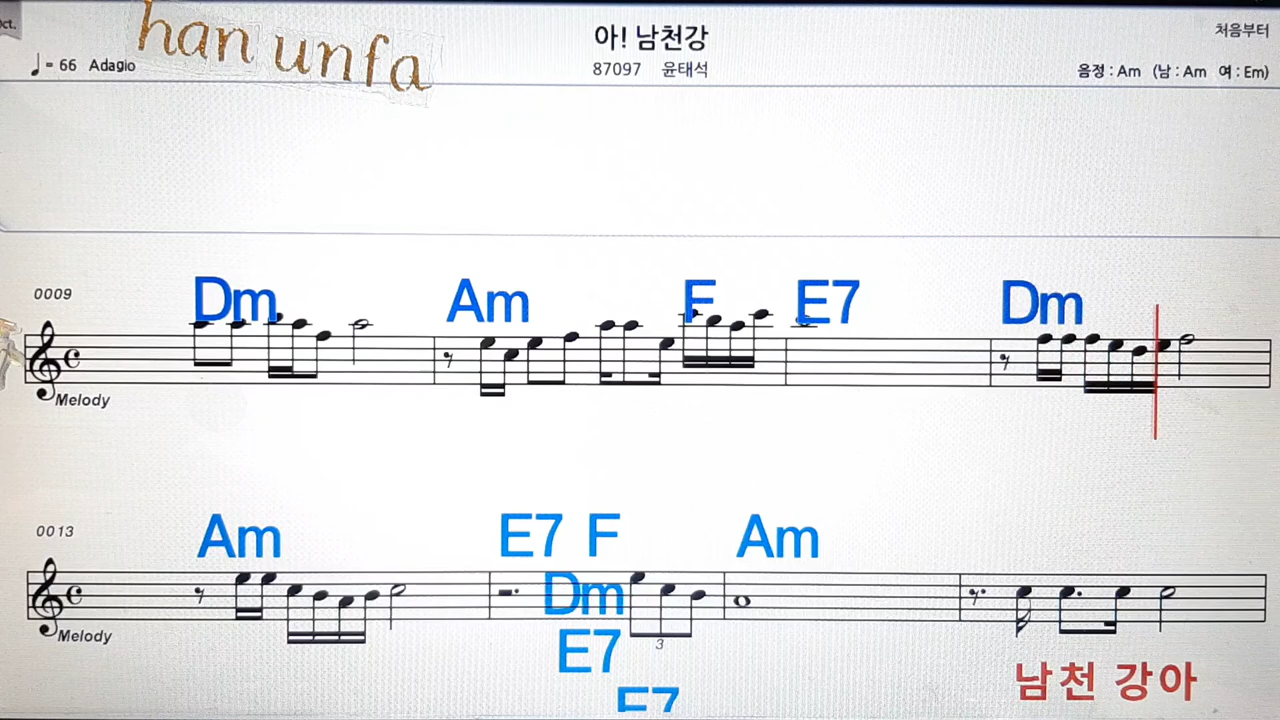 ct.
han unfa
아! 남천강
처음부터
♩= 66 Adagio
87097 윤태석
음정 : Am (남 : Am 여 : Em)
0009
Dm Am F E7 Dm
Melody
0013
Am E7 F Am
Dm
Melody
E7
3
남천 강아
E7